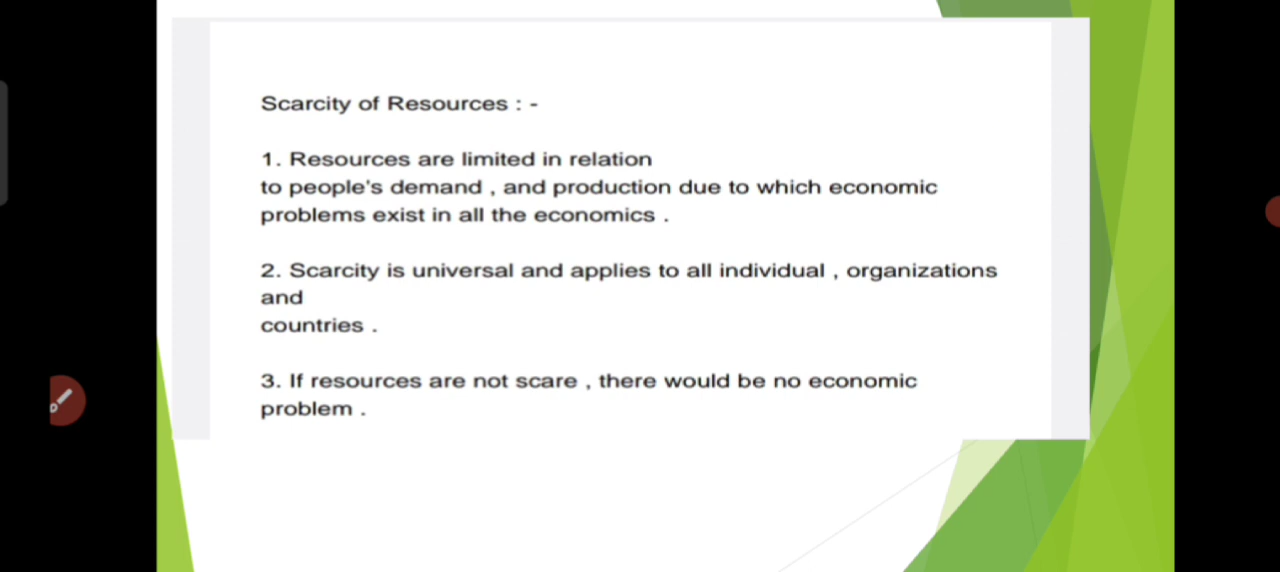 Scarcity of Resources : -
1. Resources are limited in relation
to people's demand , and production due to which economic
problems exist in all the economics .
2. Scarcity is universal and applies to all individual , organizations
and
countries .
3. If resources are not scare , there would be no economic
problem .